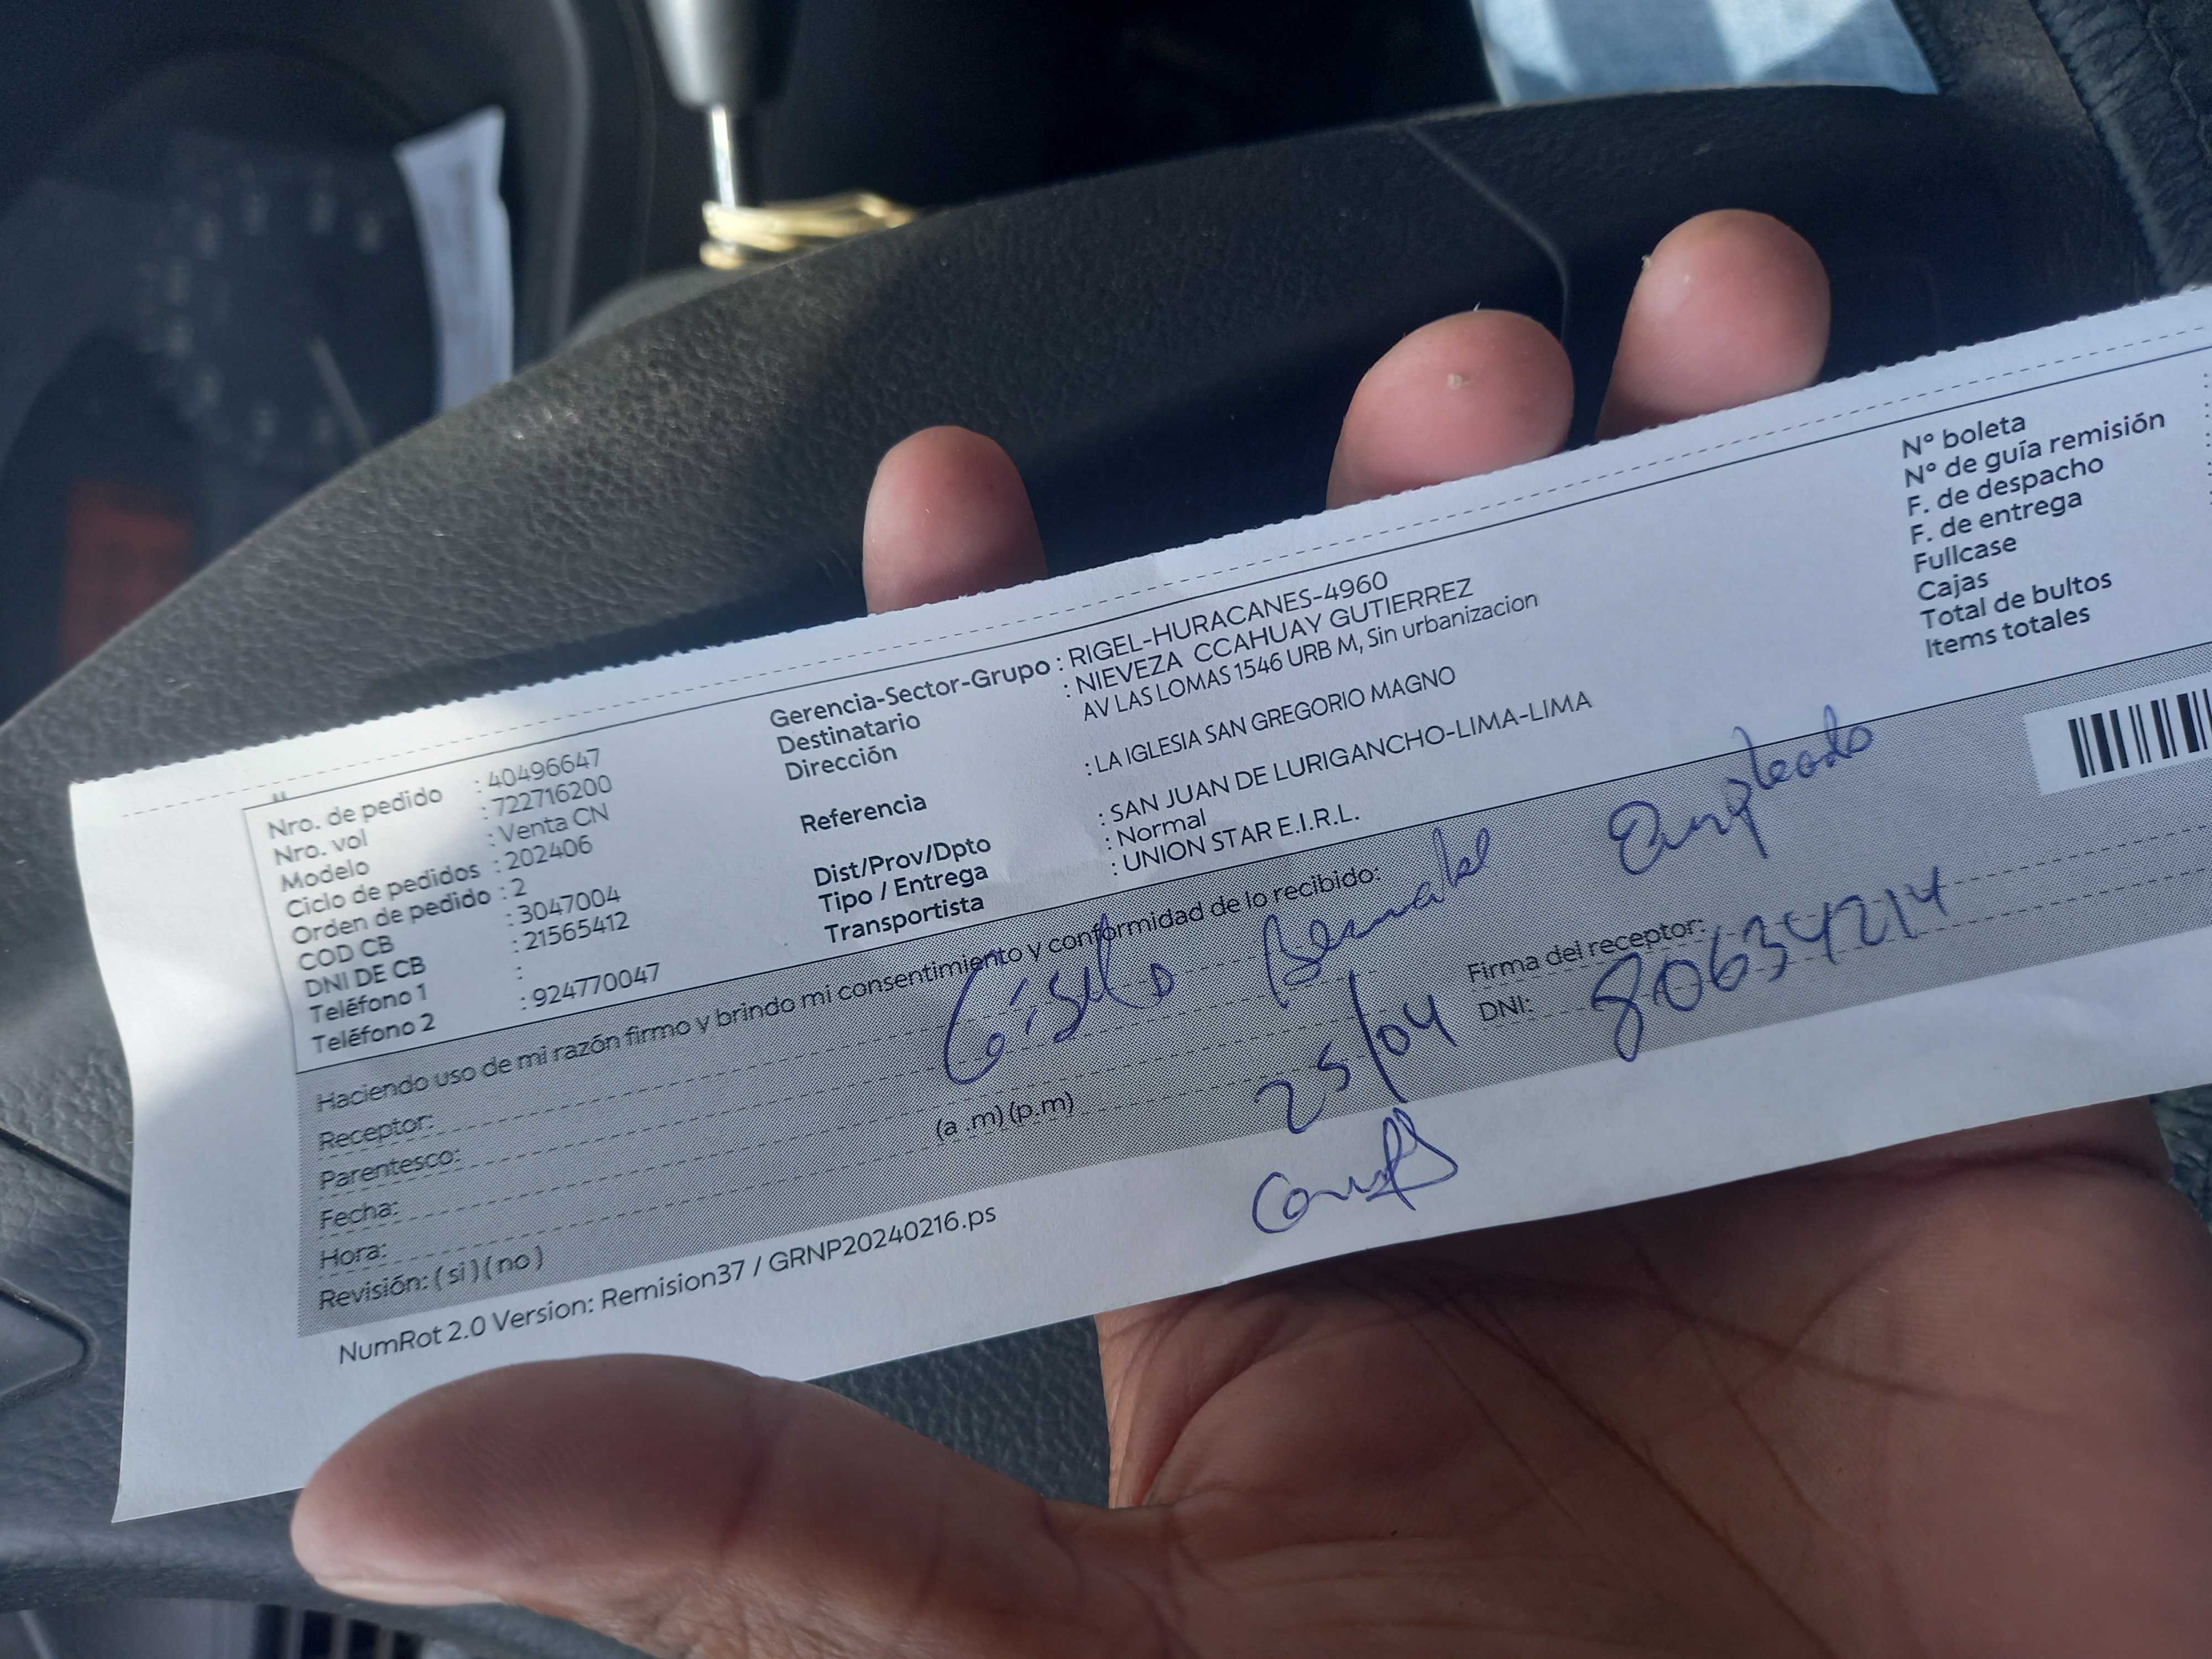 Nro. de pedido : 40496647
Nro. vol : 722716200
Modelo : Venta CN
Ciclo de pedidos : 202406
Orden de pedido : 2
COD CB : 3047004
DNI DE CB : 21565412
Teléfono 1 :
Teléfono 2 : 924770047
Gerencia-Sector-Grupo : RIGEL-HURACANES-4960
Destinatario : NIEVEZA CCAHUAY GUTIERREZ
Dirección AV LAS LOMAS 1546 URB M, Sin urbanizacion
Referencia : LA IGLESIA SAN GREGORIO MAGNO
Dist/Prov/Dpto : SAN JUAN DE LURIGANCHO-LIMA-LIMA
Tipo / Entrega : Normal
Transportista : UNION STAR E.I.R.L.
N° boleta
N° de guía remisión
F. de despacho
F. de entrega
Fullcase
Cajas
Total de bultos
Items totales
Haciendo uso de mi razón firmo y brindo mi consentimiento y conformidad de lo recibido:
Receptor: Empleado
Parentesco:
Fecha: 25/04
Hora: (a .m) (p.m)
Revisión: ( si ) ( no )
Firma del receptor:
DNI: 80634214
NumRot 2.0 Version: Remision37 / GRNP20240216.ps